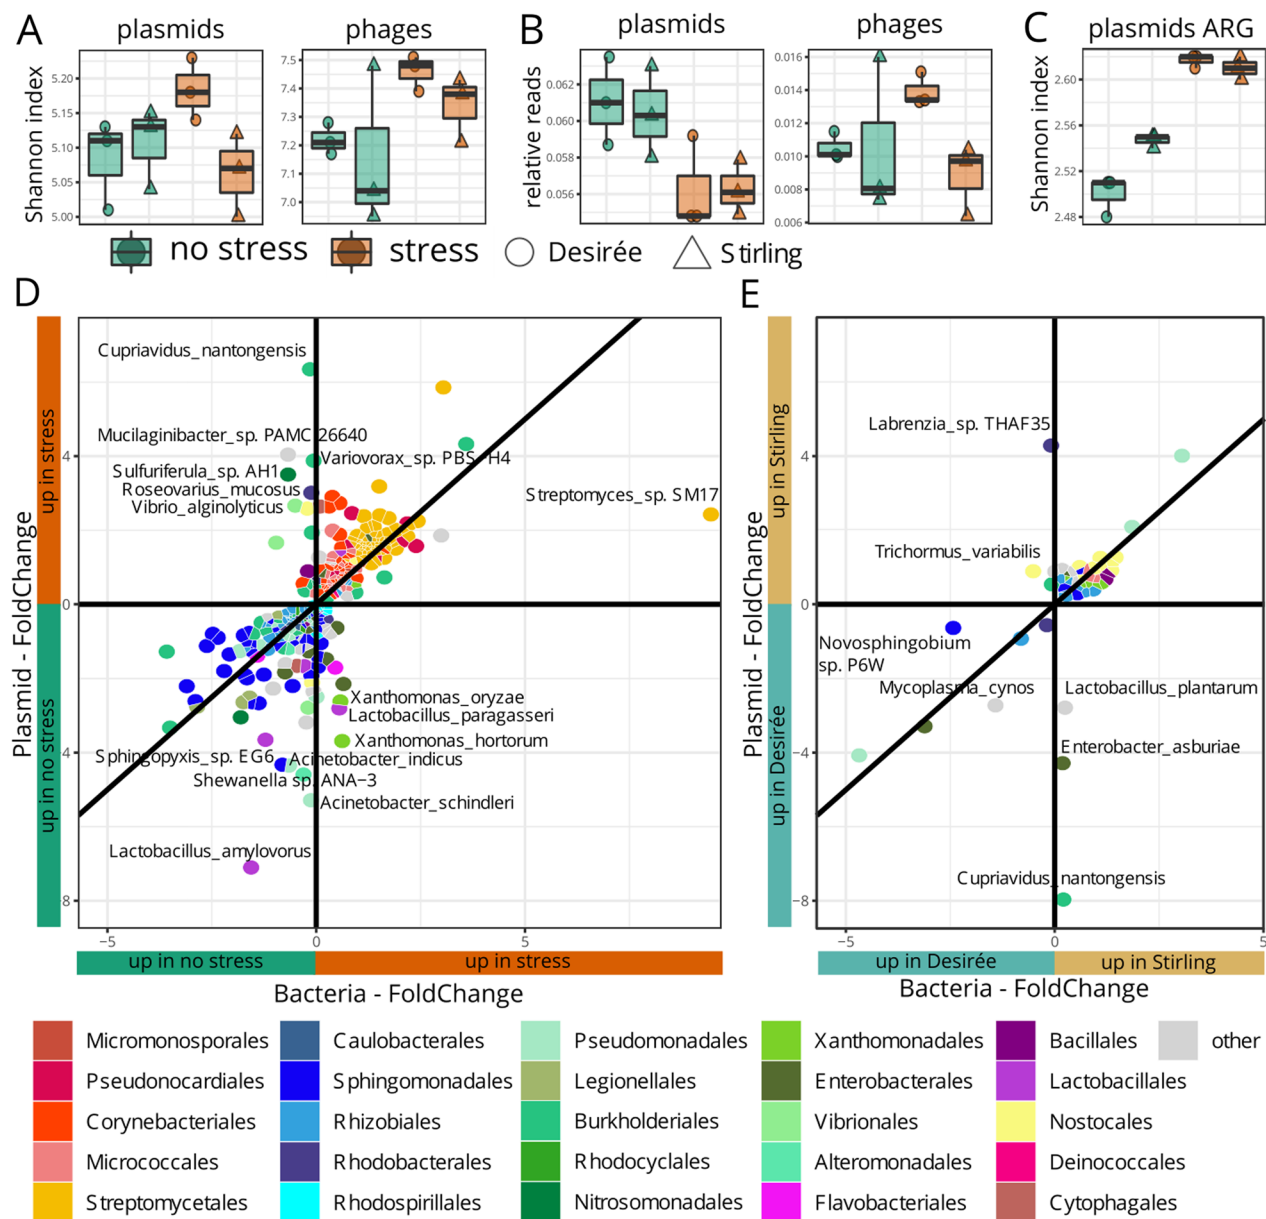 A
plasmids
phages
B
plasmids
phages
C
plasmids ARG
Shannon index
5.20
5.15
5.10
5.05
5.00
7.5
7.4
7.3
7.2
7.1
7.0
relative reads
0.062
0.060
0.058
0.056
0.016
0.014
0.012
0.010
0.008
0.006
Shannon index
2.60
2.56
2.52
2.48
no stress
stress
Desirée
Stirling
D
up in stress
up in no stress
Plasmid - FoldChange
4
0
−4
−8
Cupriavidus_nantongensis
Mucilaginibacter_sp. PAMC 26640
Variovorax_sp. PBS−H4
Sulfuriferula_sp. AH1
Roseovarius_mucosus
Vibrio_alginolyticus
Streptomyces_sp. SM17
Xanthomonas_oryzae
Lactobacillus_paragasseri
Xanthomonas_hortorum
Sphingopyxis_sp. EG6
Acinetobacter_indicus
Shewanella sp. ANA−3
Acinetobacter_schindleri
Lactobacillus_amylovorus
−5
0
5
up in no stress
up in stress
Bacteria - FoldChange
E
up in Stirling
up in Desirée
Plasmid - FoldChange
4
0
−4
−8
Labrenzia_sp. THAF35
Trichormus_variabilis
Novosphingobium
sp. P6W
Mycoplasma_cynos
Lactobacillus_plantarum
Enterobacter_asburiae
Cupriavidus_nantongensis
−5
0
5
up in Desirée
up in Stirling
Bacteria - FoldChange
Micromonosporales
Caulobacterales
Pseudomonadales
Xanthomonadales
Bacillales
other
Pseudonocardiales
Sphingomonadales
Legionellales
Enterobacterales
Lactobacillales
Corynebacteriales
Rhizobiales
Burkholderiales
Vibrionales
Nostocales
Micrococcales
Rhodobacterales
Rhodocyclales
Alteromonadales
Deinococcales
Streptomycetales
Rhodospirillales
Nitrosomonadales
Flavobacteriales
Cytophagales